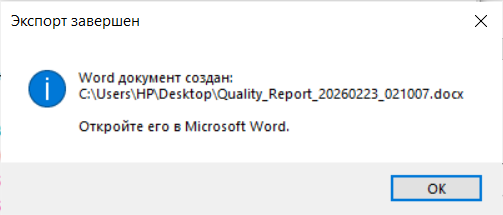 Экспорт завершен
Word документ создан:
C:\Users\HP\Desktop\Quality_Report_20260223_021007.docx
Откройте его в Microsoft Word.
OK